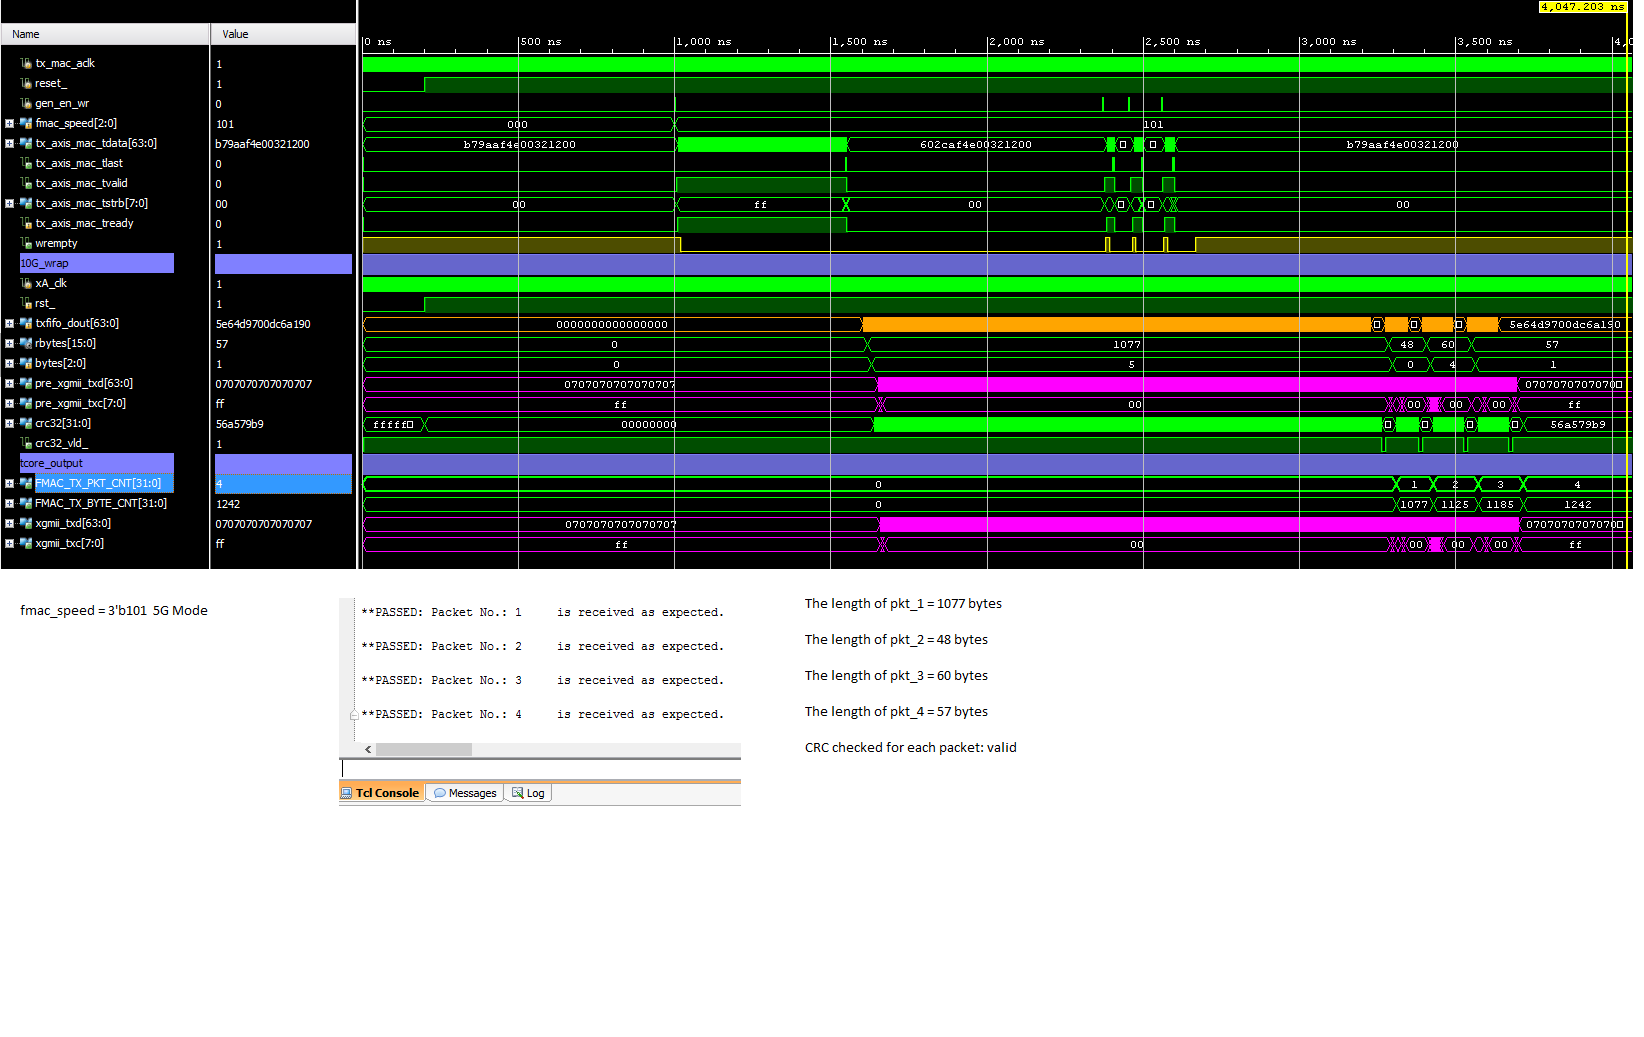 4,047.203 ns
Name Value
0 ns 500 ns 1,000 ns 1,500 ns 2,000 ns 2,500 ns 3,000 ns 3,500 ns 4,0
tx_mac_aclk 1
reset_ 1
gen_en_wr 0
fmac_speed[2:0] 101 000 101
tx_axis_mac_tdata[63:0] b79aaf4e00321200 b79aaf4e00321200 602caf4e00321200 b79aaf4e00321200
tx_axis_mac_tlast 0
tx_axis_mac_tvalid 0
tx_axis_mac_tstrb[7:0] 00 00 ff 00 00
tx_axis_mac_tready 0
wrempty 1
10G_wrap
xA_clk 1
rst_ 1
txfifo_dout[63:0] 5e64d9700dc6a190 0000000000000000 5e64d9700dc6a190
rbytes[15:0] 57 0 1077 48 60 57
bytes[2:0] 1 0 5 0 4 1
pre_xgmii_txd[63:0] 0707070707070707 0707070707070707 0707070707070
pre_xgmii_txc[7:0] ff ff 00 00 00 00 ff
crc32[31:0] 56a579b9 fffff 00000000 56a579b9
crc32_vld_ 1
tcore_output
FMAC_TX_PKT_CNT[31:0] 4 0 1 2 3 4
FMAC_TX_BYTE_CNT[31:0] 1242 0 1077 1125 1185 1242
xgmii_txd[63:0] 0707070707070707 0707070707070707 0707070707070
xgmii_txc[7:0] ff ff 00 00 00 00 ff
fmac_speed = 3'b101 5G Mode
**PASSED: Packet No.: 1 is received as expected.
**PASSED: Packet No.: 2 is received as expected.
**PASSED: Packet No.: 3 is received as expected.
**PASSED: Packet No.: 4 is received as expected.
Tcl Console Messages Log
The length of pkt_1 = 1077 bytes
The length of pkt_2 = 48 bytes
The length of pkt_3 = 60 bytes
The length of pkt_4 = 57 bytes
CRC checked for each packet: valid